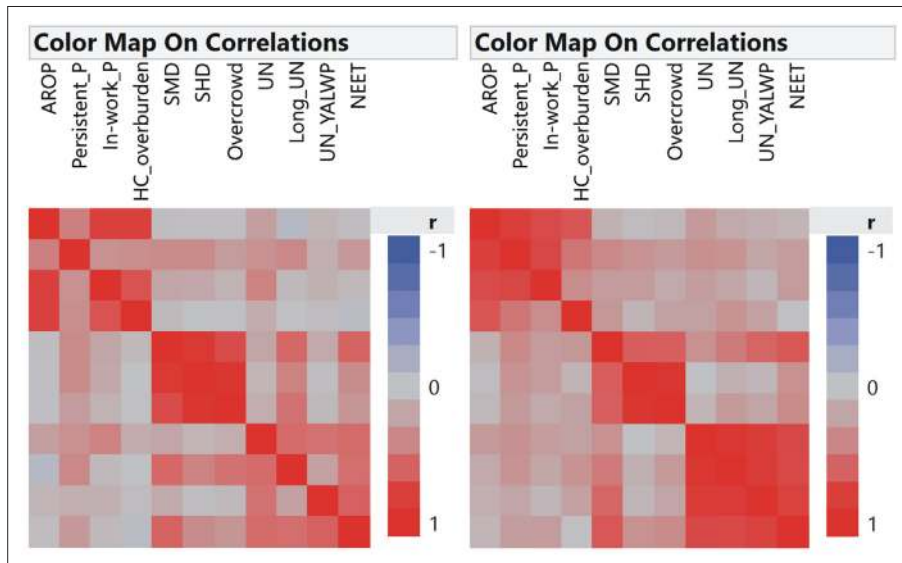 Color Map On Correlations
AROP
Persistent_P
In-work_P
HC_overburden
SMD
SHD
Overcrowd
UN
Long_UN
UN_YALWP
NEET
r
-1
0
1
Color Map On Correlations
AROP
Persistent_P
In-work_P
HC_overburden
SMD
SHD
Overcrowd
UN
Long_UN
UN_YALWP
NEET
r
-1
0
1